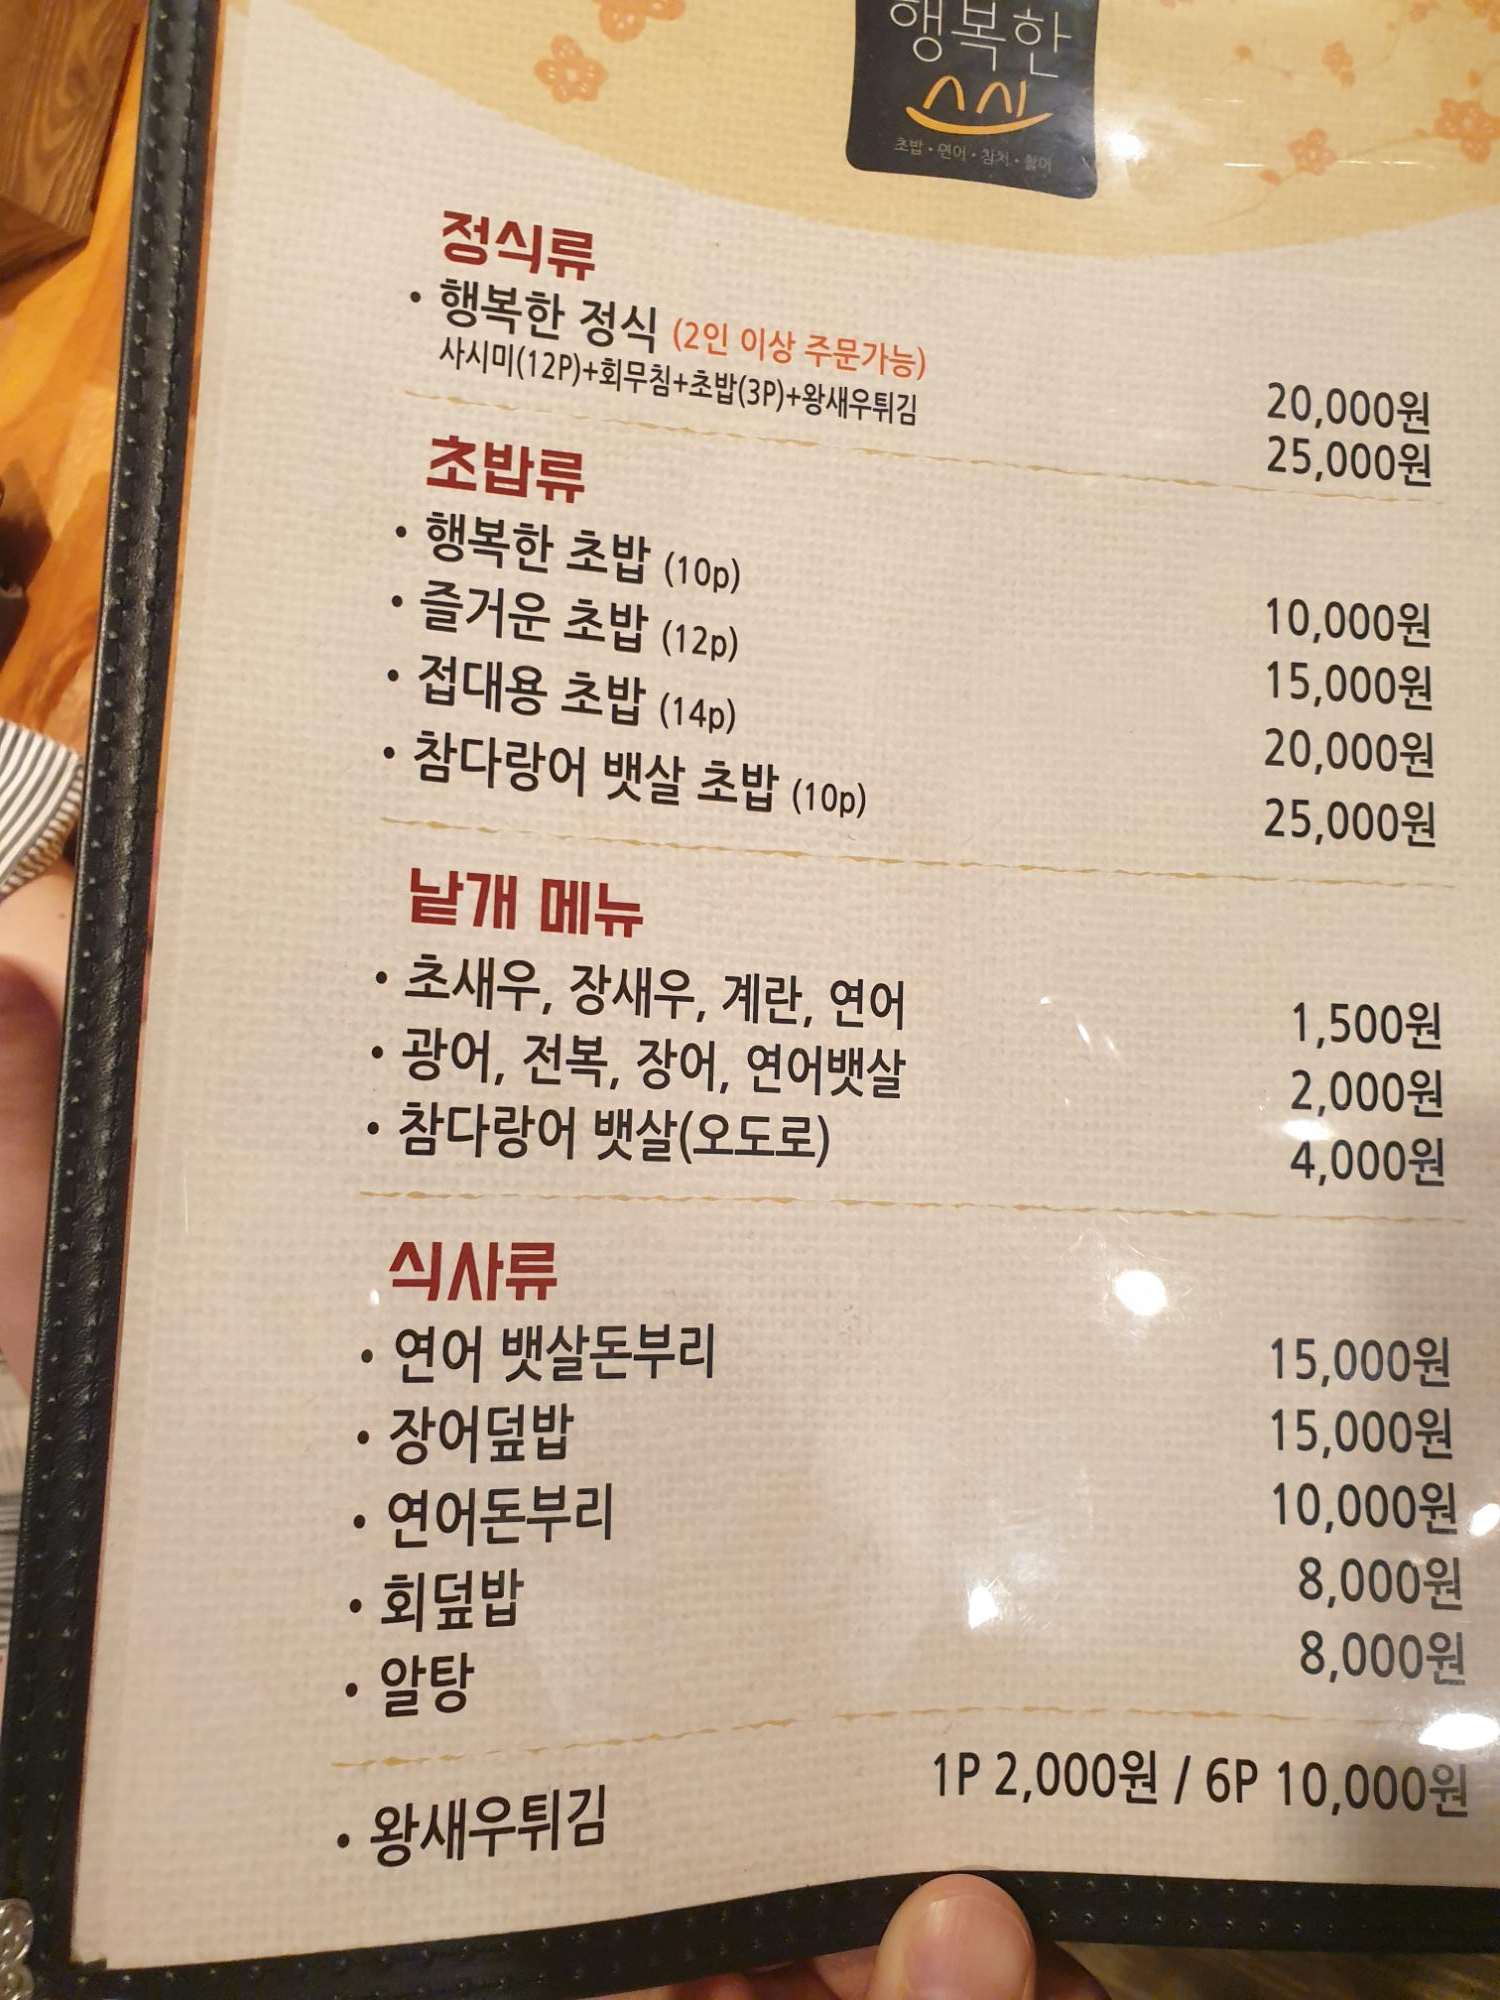 행복한
스시
초밥 · 연어 · 참치 · 활어
정식류
• 행복한 정식 (2인 이상 주문가능) 20,000원
사시미(12P)+회무침+초밥(3P)+왕새우튀김 25,000원
초밥류
• 행복한 초밥 (10p) 10,000원
• 즐거운 초밥 (12p) 15,000원
• 접대용 초밥 (14p) 20,000원
• 참다랑어 뱃살 초밥 (10p) 25,000원
낱개 메뉴
• 초새우, 장새우, 계란, 연어 1,500원
• 광어, 전복, 장어, 연어뱃살 2,000원
• 참다랑어 뱃살(오도로) 4,000원
식사류
• 연어 뱃살돈부리 15,000원
• 장어덮밥 15,000원
• 연어돈부리 10,000원
• 회덮밥 8,000원
• 알탕 8,000원
• 왕새우튀김 1P 2,000원 / 6P 10,000원